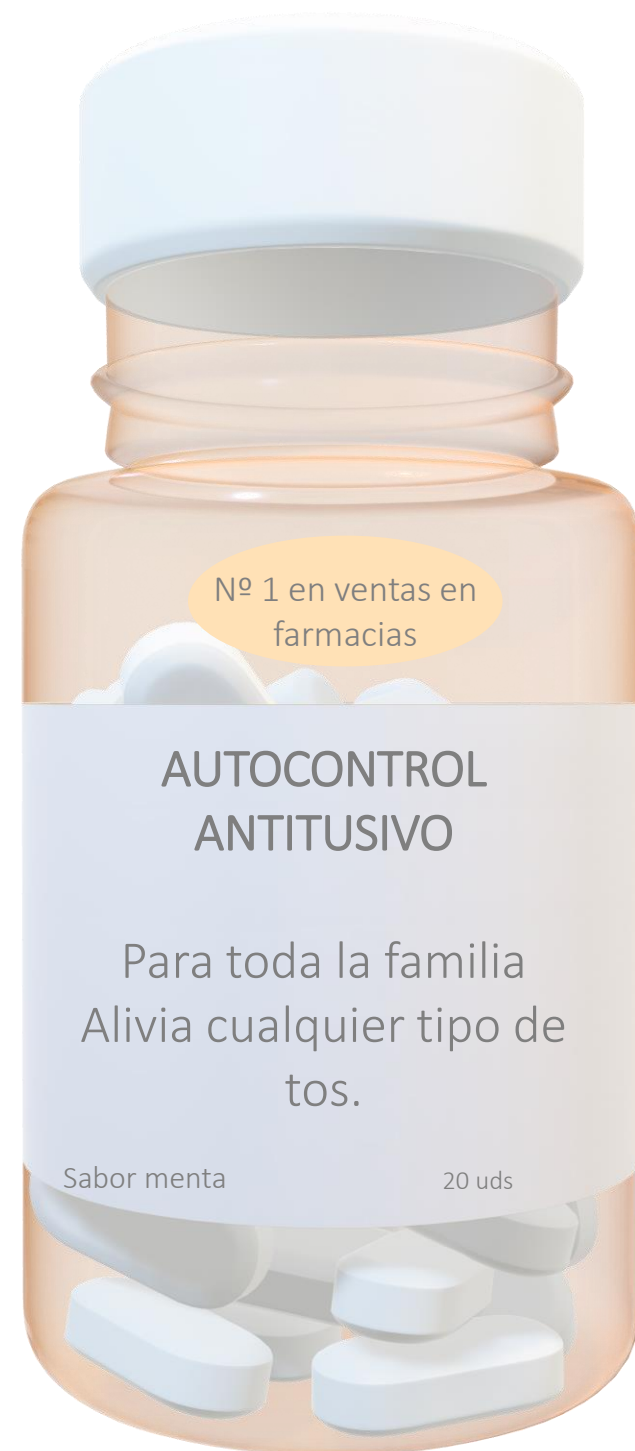 Nº 1 en ventas en
farmacias
AUTOCONTROL
ANTITUSIVO
Para toda la familia
Alivia cualquier tipo de
tos.
Sabor menta 20 uds